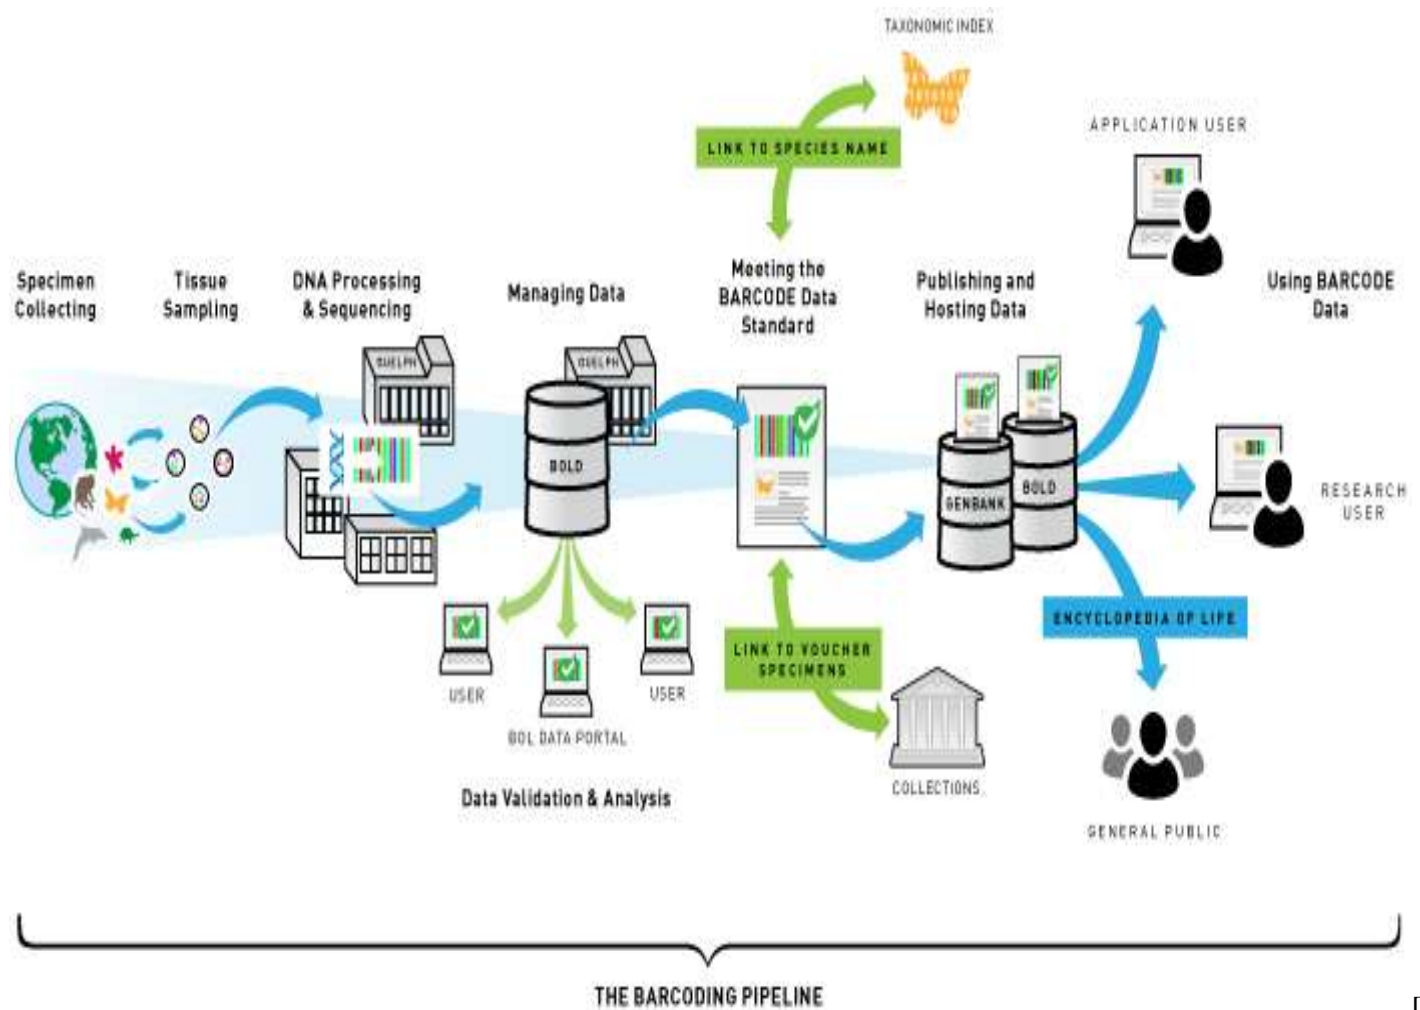 TAXONOMIC INDEX
LINK TO SPECIES NAME
APPLICATION USER
Specimen
Collecting
Tissue
Sampling
DNA Processing
& Sequencing
Managing Data
Meeting the
BARCODE Data
Standard
Publishing and
Hosting Data
Using BARCODE
Data
GUELPH
GUELPH
BOLD
GENBANK
BOLD
RESEARCH
USER
USER
BOL DATA PORTAL
USER
Data Validation & Analysis
LINK TO VOUCHER
SPECIMENS
COLLECTIONS
ENCYCLOPEDIA OF LIFE
GENERAL PUBLIC
THE BARCODING PIPELINE